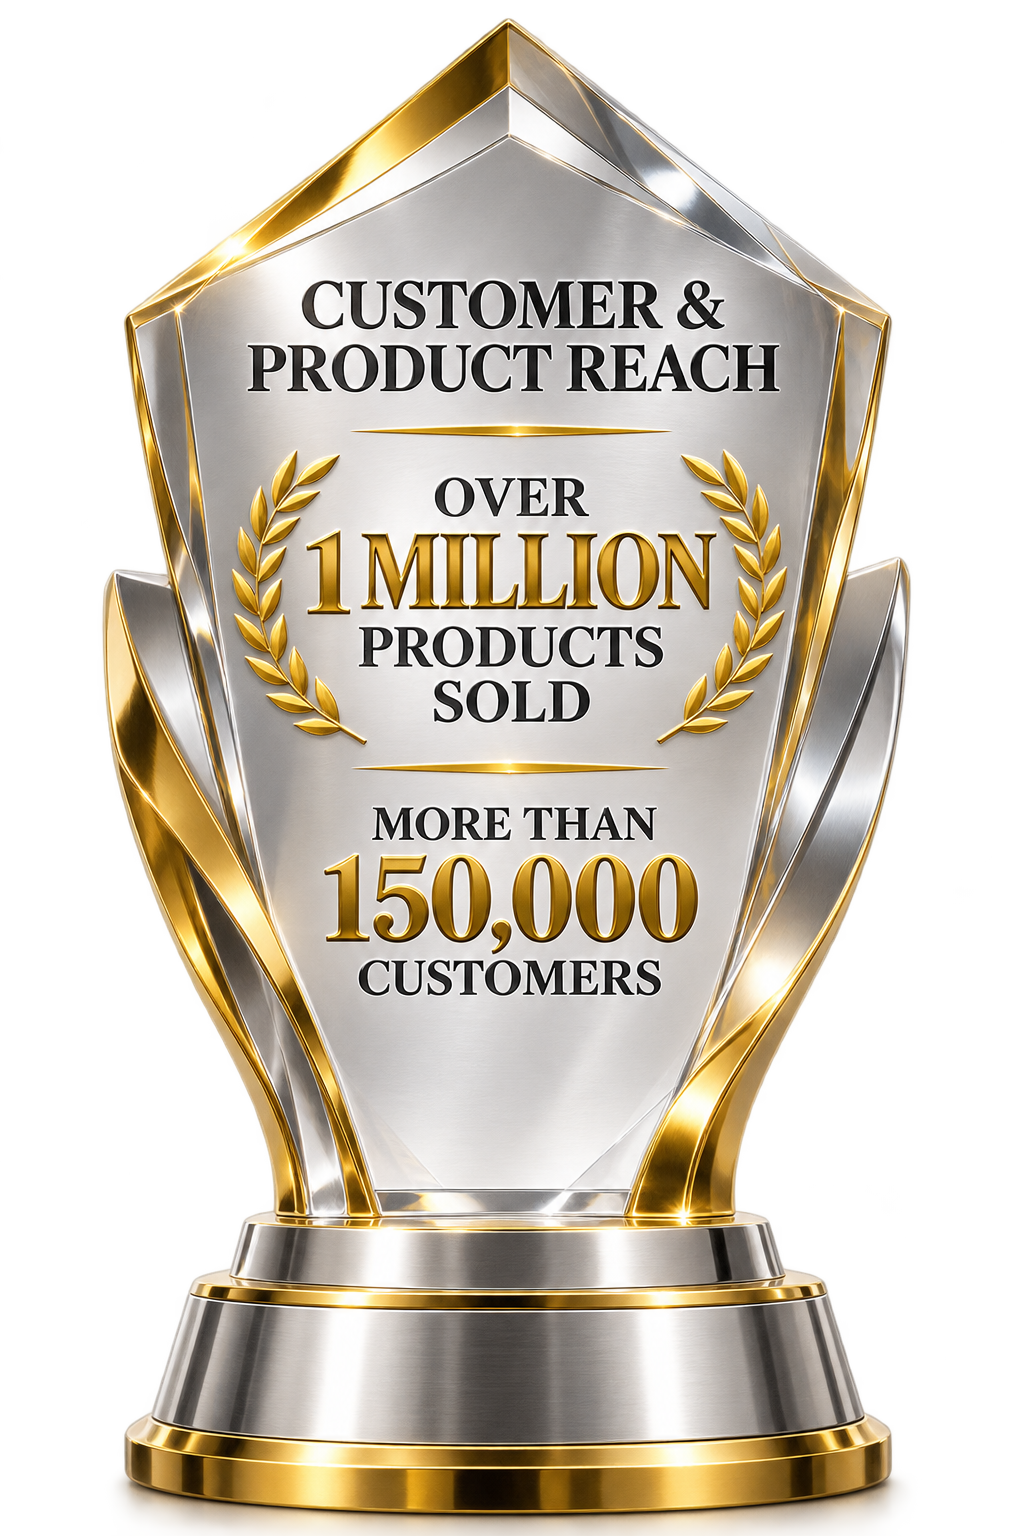 CUSTOMER &
PRODUCT REACH
OVER
1 MILLION
PRODUCTS
SOLD
MORE THAN
150,000
CUSTOMERS